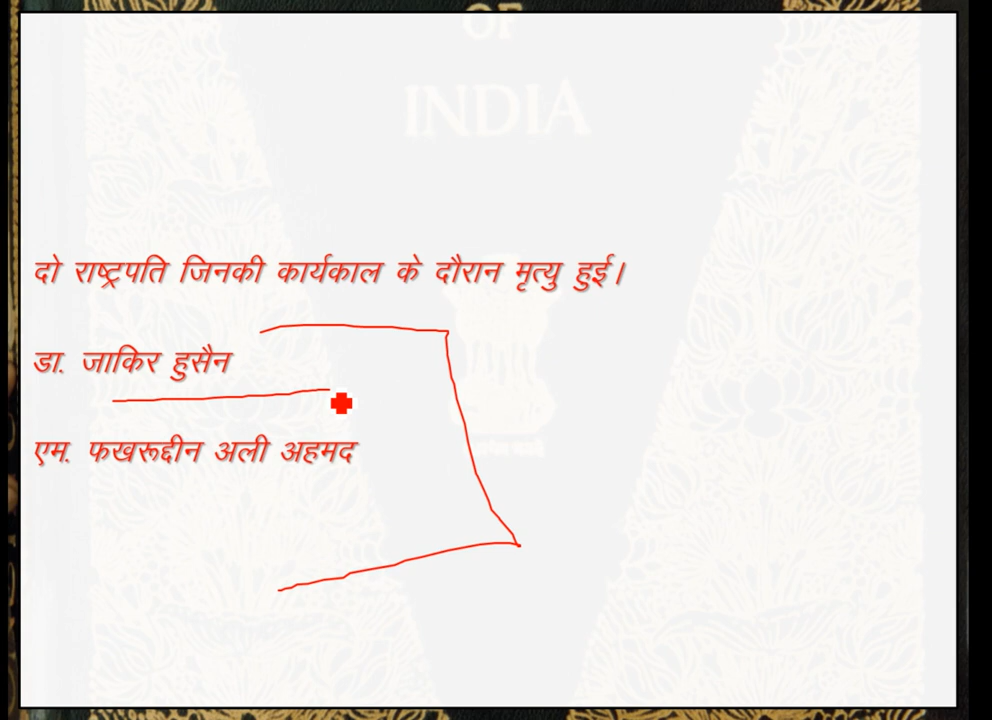 OF
INDIA
दो राष्ट्रपति जिनकी कार्यकाल के दौरान मृत्यु हुई।
डा. जाकिर हुसैन
एम. फखरूद्दीन अली अहमद